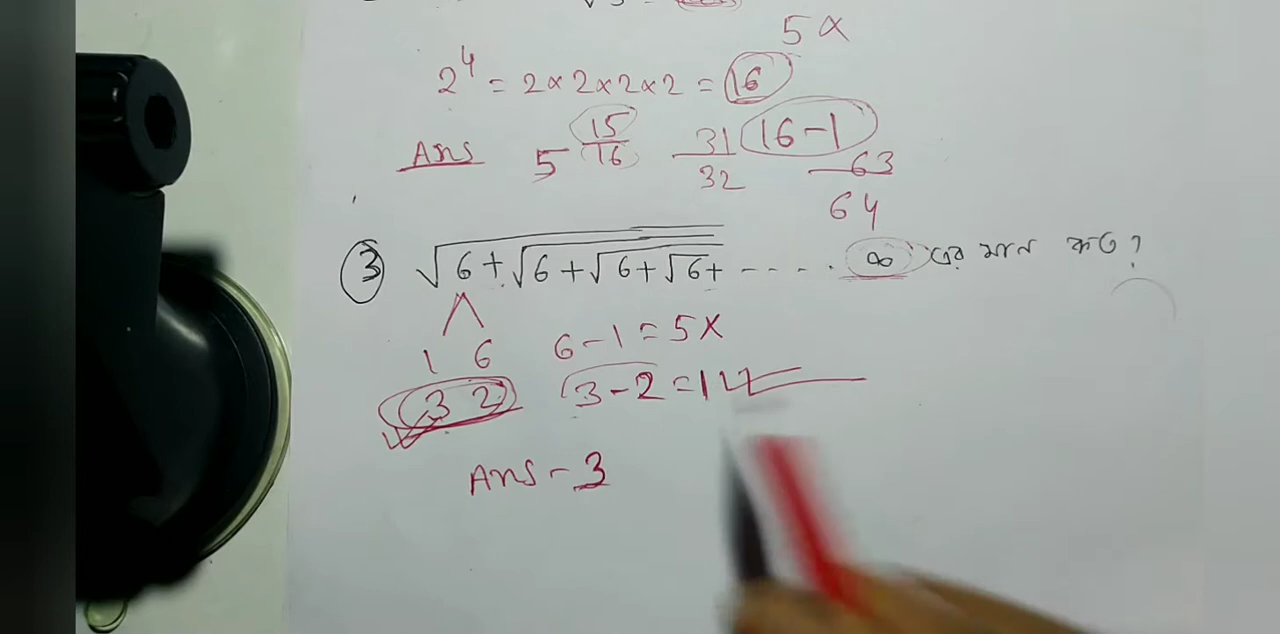 5 ×
2⁴ = 2×2×2×2 = 16
Ans 5^(15/16) 31/32 16-1 63/64
3 √6+√6+√6+√6+ ----. ∞ এর মান কত?
1 6 6-1=5×
3 2 3-2=1 ✓
Ans - 3